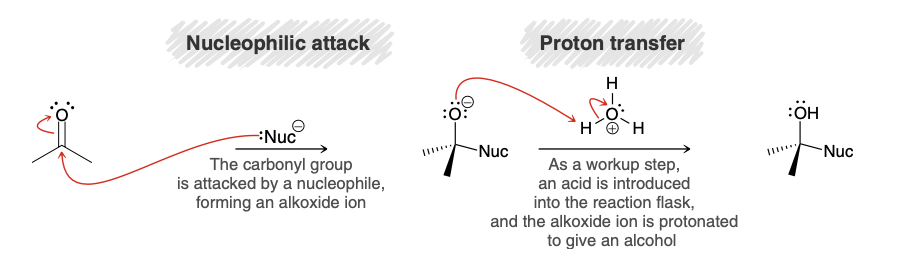 Nucleophilic attack
Proton transfer
O
:Nuc⊖
The carbonyl group
is attacked by a nucleophile,
forming an alkoxide ion
:O:⊖
Nuc
H
O:
H
H
⊕
As a workup step,
an acid is introduced
into the reaction flask,
and the alkoxide ion is protonated
to give an alcohol
:OH
Nuc